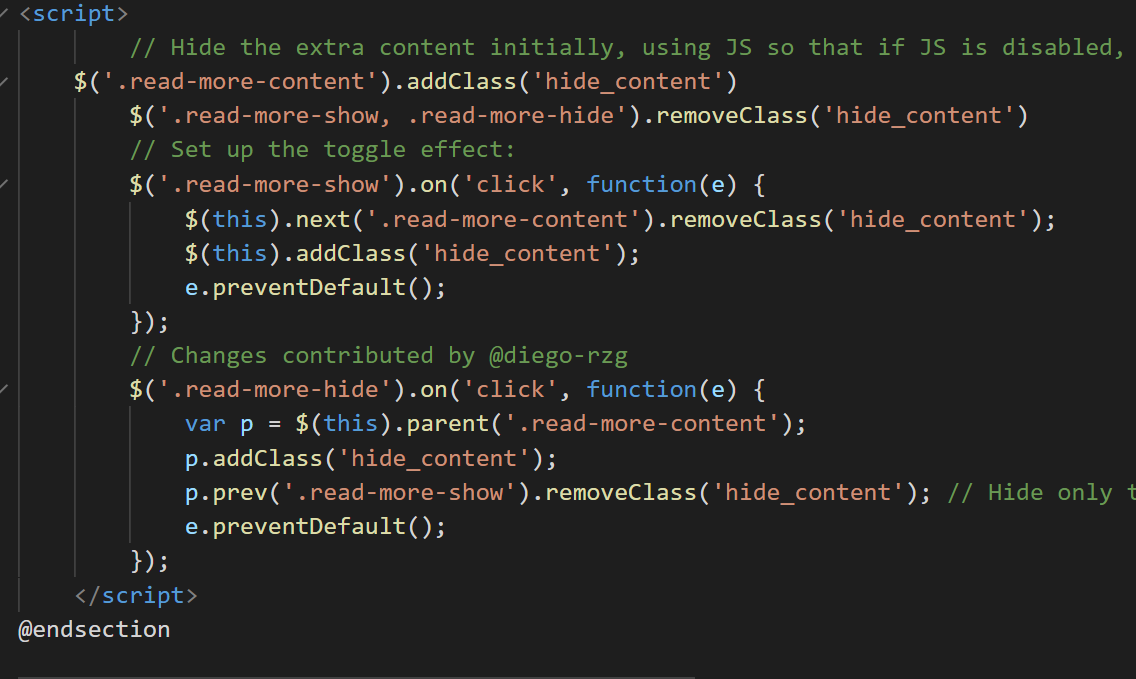 <script>
// Hide the extra content initially, using JS so that if JS is disabled,
$('.read-more-content').addClass('hide_content')
$('.read-more-show, .read-more-hide').removeClass('hide_content')
// Set up the toggle effect:
$('.read-more-show').on('click', function(e) {
$(this).next('.read-more-content').removeClass('hide_content');
$(this).addClass('hide_content');
e.preventDefault();
});
// Changes contributed by @diego-rzg
$('.read-more-hide').on('click', function(e) {
var p = $(this).parent('.read-more-content');
p.addClass('hide_content');
p.prev('.read-more-show').removeClass('hide_content'); // Hide only
e.preventDefault();
});
</script>
@endsection